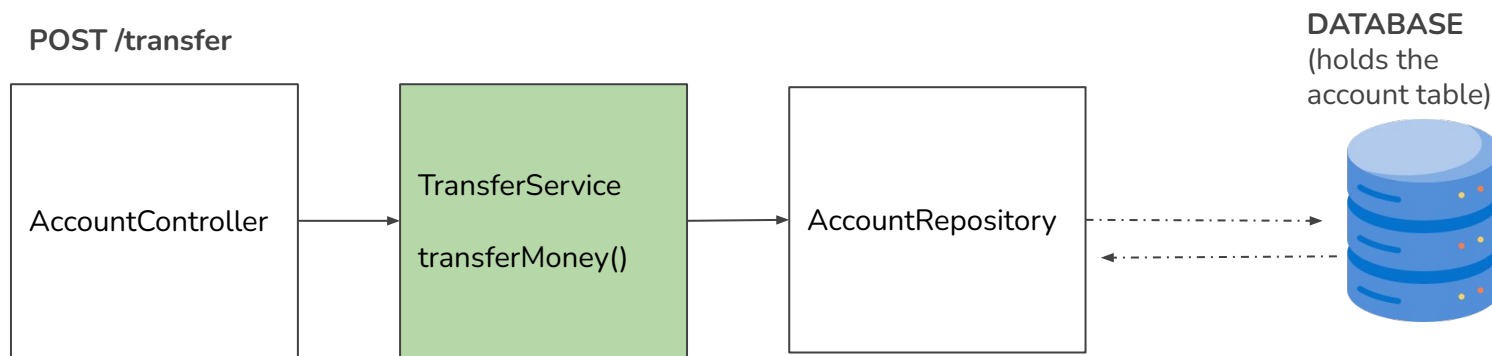 POST /transfer
DATABASE
(holds the
account table)
AccountController
TransferService
transferMoney()
AccountRepository